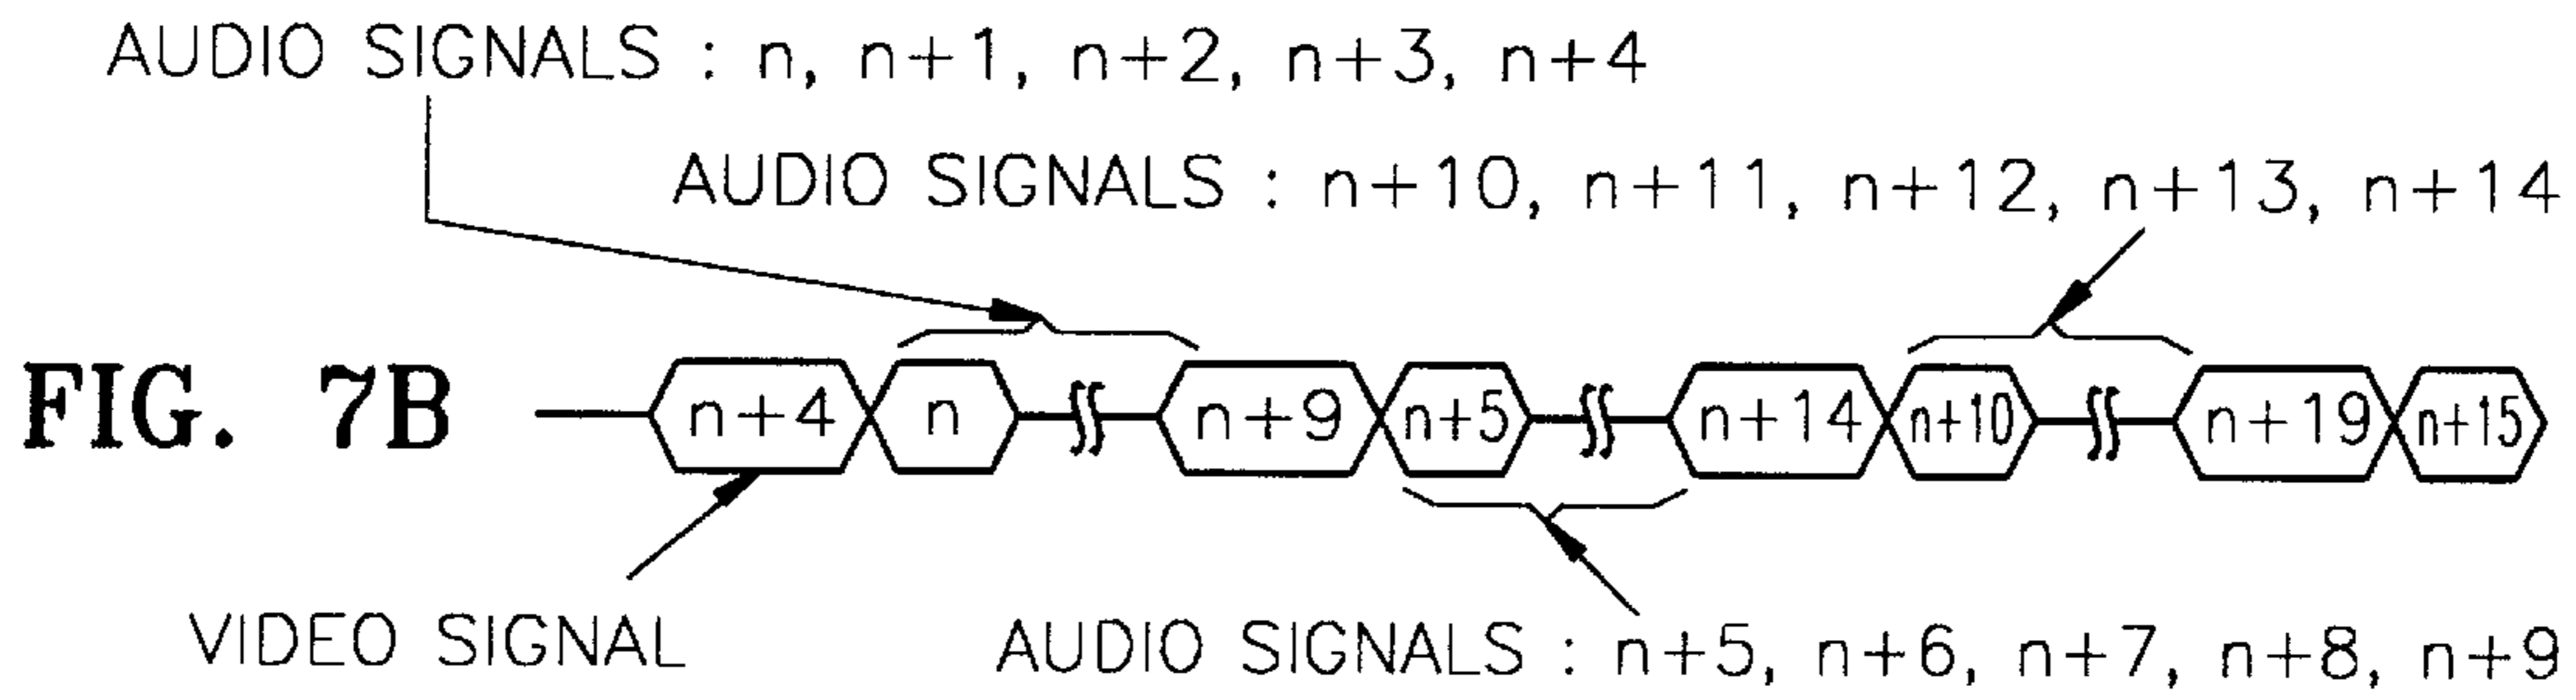 AUDIO SIGNALS : n, n+1, n+2, n+3, n+4
AUDIO SIGNALS : n+10, n+11, n+12, n+13, n+14
FIG. 7B
n+4 n n+9 n+5 n+14 n+10 n+19 n+15
VIDEO SIGNAL
AUDIO SIGNALS : n+5, n+6, n+7, n+8, n+9